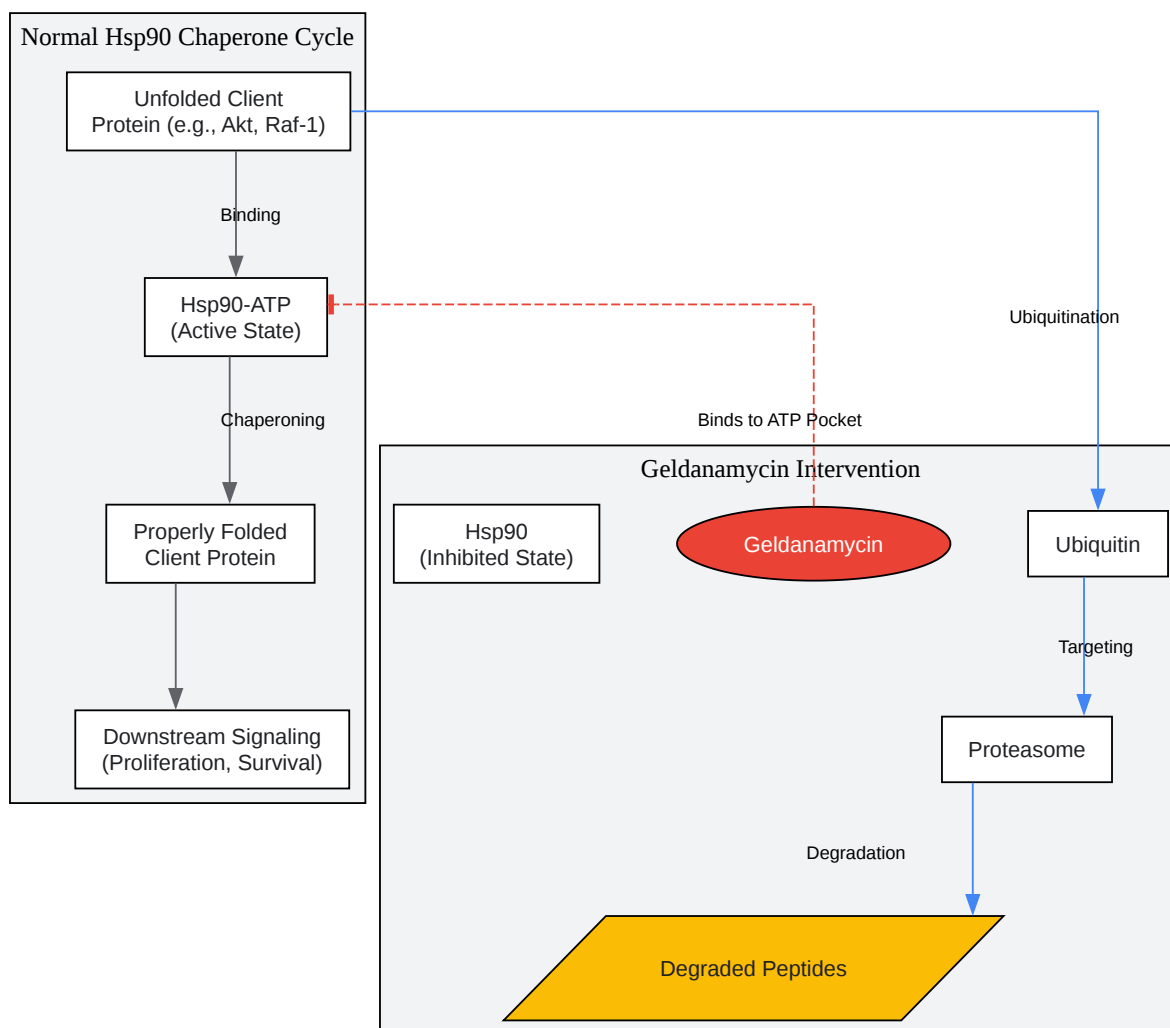 Normal Hsp90 Chaperone Cycle
Unfolded Client
Protein (e.g., Akt, Raf-1)
Binding
Hsp90-ATP
(Active State)
Chaperoning
Properly Folded
Client Protein
Downstream Signaling
(Proliferation, Survival)
Ubiquitination
Binds to ATP Pocket
Geldanamycin Intervention
Hsp90
(Inhibited State)
Geldanamycin
Ubiquitin
Targeting
Proteasome
Degradation
Degraded Peptides